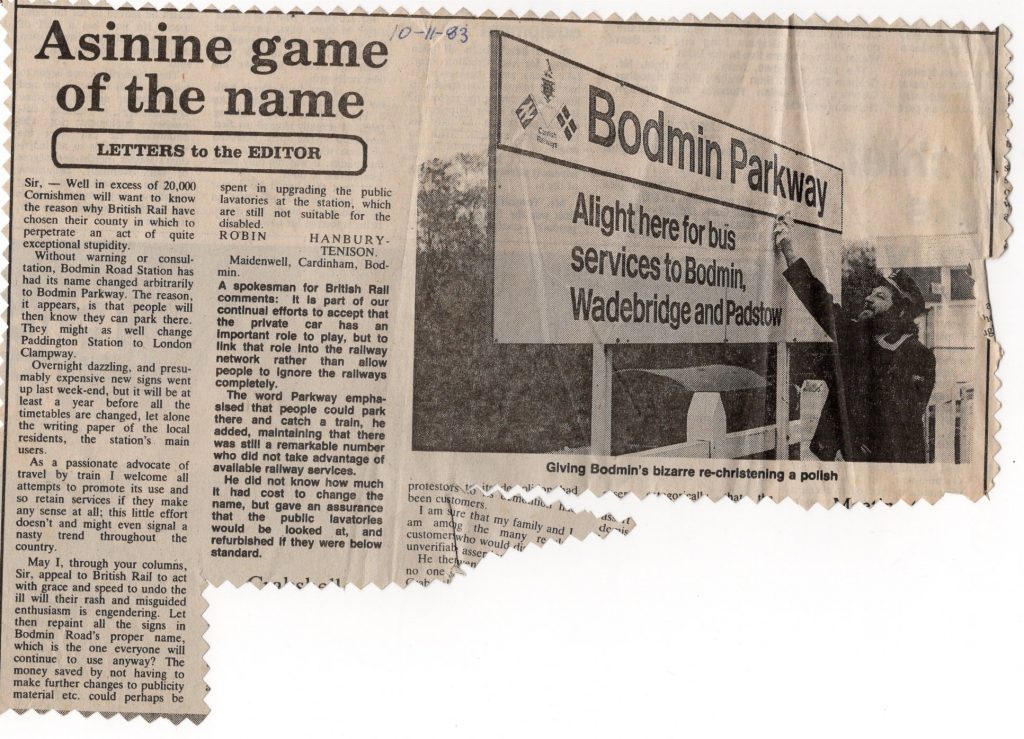 Asinine game
of the name
10-11-83
LETTERS to the EDITOR
Sir, — Well in excess of 20,000
Cornishmen will want to know
the reason why British Rail have
chosen their county in which to
perpetrate an act of quite
exceptional stupidity.
Without warning or consul-
tation, Bodmin Road Station has
had its name changed arbitrarily
to Bodmin Parkway. The reason,
it appears, is that people will
then know they can park there.
They might as well change
Paddington Station to London
Clampway.
Overnight dazzling, and presu-
mably expensive new signs went
up last week-end, but it will be at
least a year before all the
timetables are changed, let alone
the writing paper of the local
residents, the station's main
users.
As a passionate advocate of
travel by train I welcome all
attempts to promote its use and
so retain services if they make
any sense at all; this little effort
doesn't and might even signal a
nasty trend throughout the
country.
May I, through your columns,
Sir, appeal to British Rail to act
with grace and speed to undo the
ill will their rash and misguided
enthusiasm is engendering. Let
then repaint all the signs in
Bodmin Road's proper name,
which is the one everyone will
continue to use anyway? The
money saved by not having to
make further changes to publicity
material etc. could perhaps be
spent in upgrading the public
lavatories at the station, which
are still not suitable for the
disabled.
ROBIN HANBURY-
TENISON.
Maidenwell, Cardinham, Bod-
min.
A spokesman for British Rail
comments: It is part of our
continual efforts to accept that
the private car has an
important role to play, but to
link that role into the railway
network rather than allow
people to ignore the railways
completely.
The word Parkway empha-
sised that people could park
there and catch a train, he
added, maintaining that there
was still a remarkable number
who did not take advantage of
available railway services.
He did not know how much
it had cost to change the
name, but gave an assurance
that the public lavatories
would be looked at, and
refurbished if they were below
standard.
Cornish
Railways
Bodmin Parkway
Alight here for bus
services to Bodmin,
Wadebridge and Padstow
Giving Bodmin's bizarre re-christening a polish
protestors to
been customers.
I am sure that my family and I
am among the many
customer who would
unverifiab
He then
no one